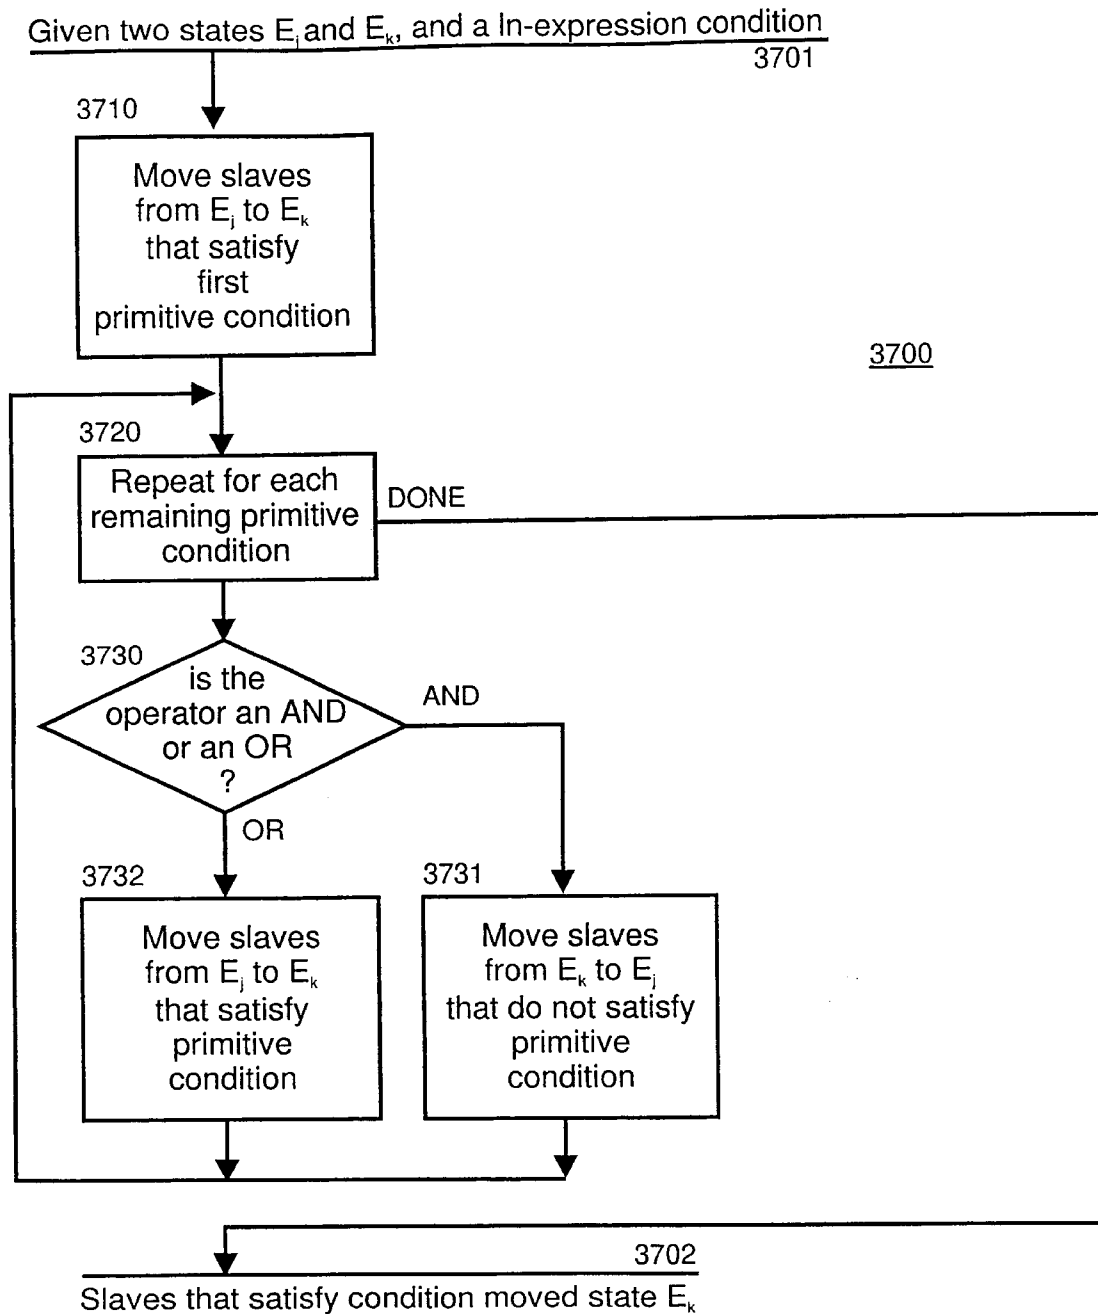 Given two states Ej and Ek, and a ln-expression condition
3701
3710
Move slaves
from Ej to Ek
that satisfy
first
primitive condition
3700
3720
Repeat for each
remaining primitive
condition
DONE
3730
is the
operator an AND
or an OR
?
AND
OR
3732
Move slaves
from Ej to Ek
that satisfy
primitive
condition
3731
Move slaves
from Ek to Ej
that do not satisfy
primitive
condition
3702
Slaves that satisfy condition moved state Ek